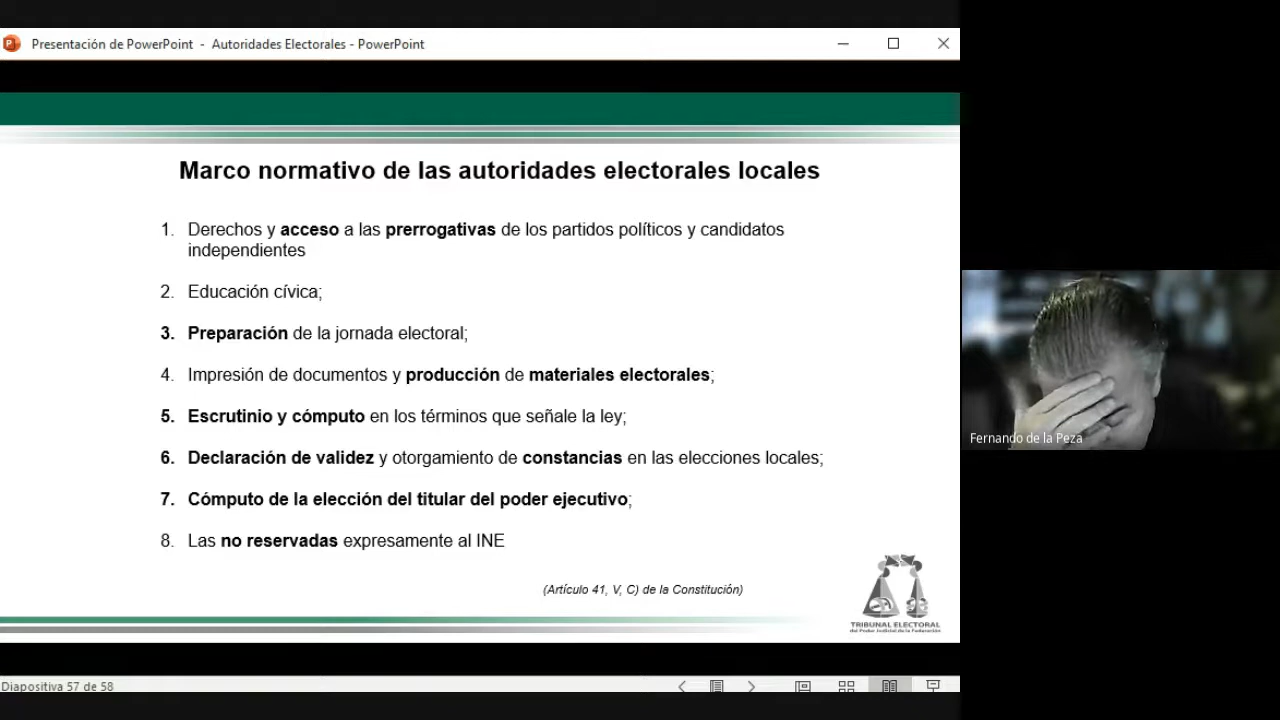 Presentación de PowerPoint - Autoridades Electorales - PowerPoint
Marco normativo de las autoridades electorales locales
1. Derechos y acceso a las prerrogativas de los partidos políticos y candidatos
independientes
2. Educación cívica;
3. Preparación de la jornada electoral;
4. Impresión de documentos y producción de materiales electorales;
5. Escrutinio y cómputo en los términos que señale la ley;
6. Declaración de validez y otorgamiento de constancias en las elecciones locales;
7. Cómputo de la elección del titular del poder ejecutivo;
8. Las no reservadas expresamente al INE
(Artículo 41, V, C) de la Constitución)
TRIBUNAL ELECTORAL
del Poder Judicial de la Federación
Fernando de la Peza
Diapositiva 57 de 58